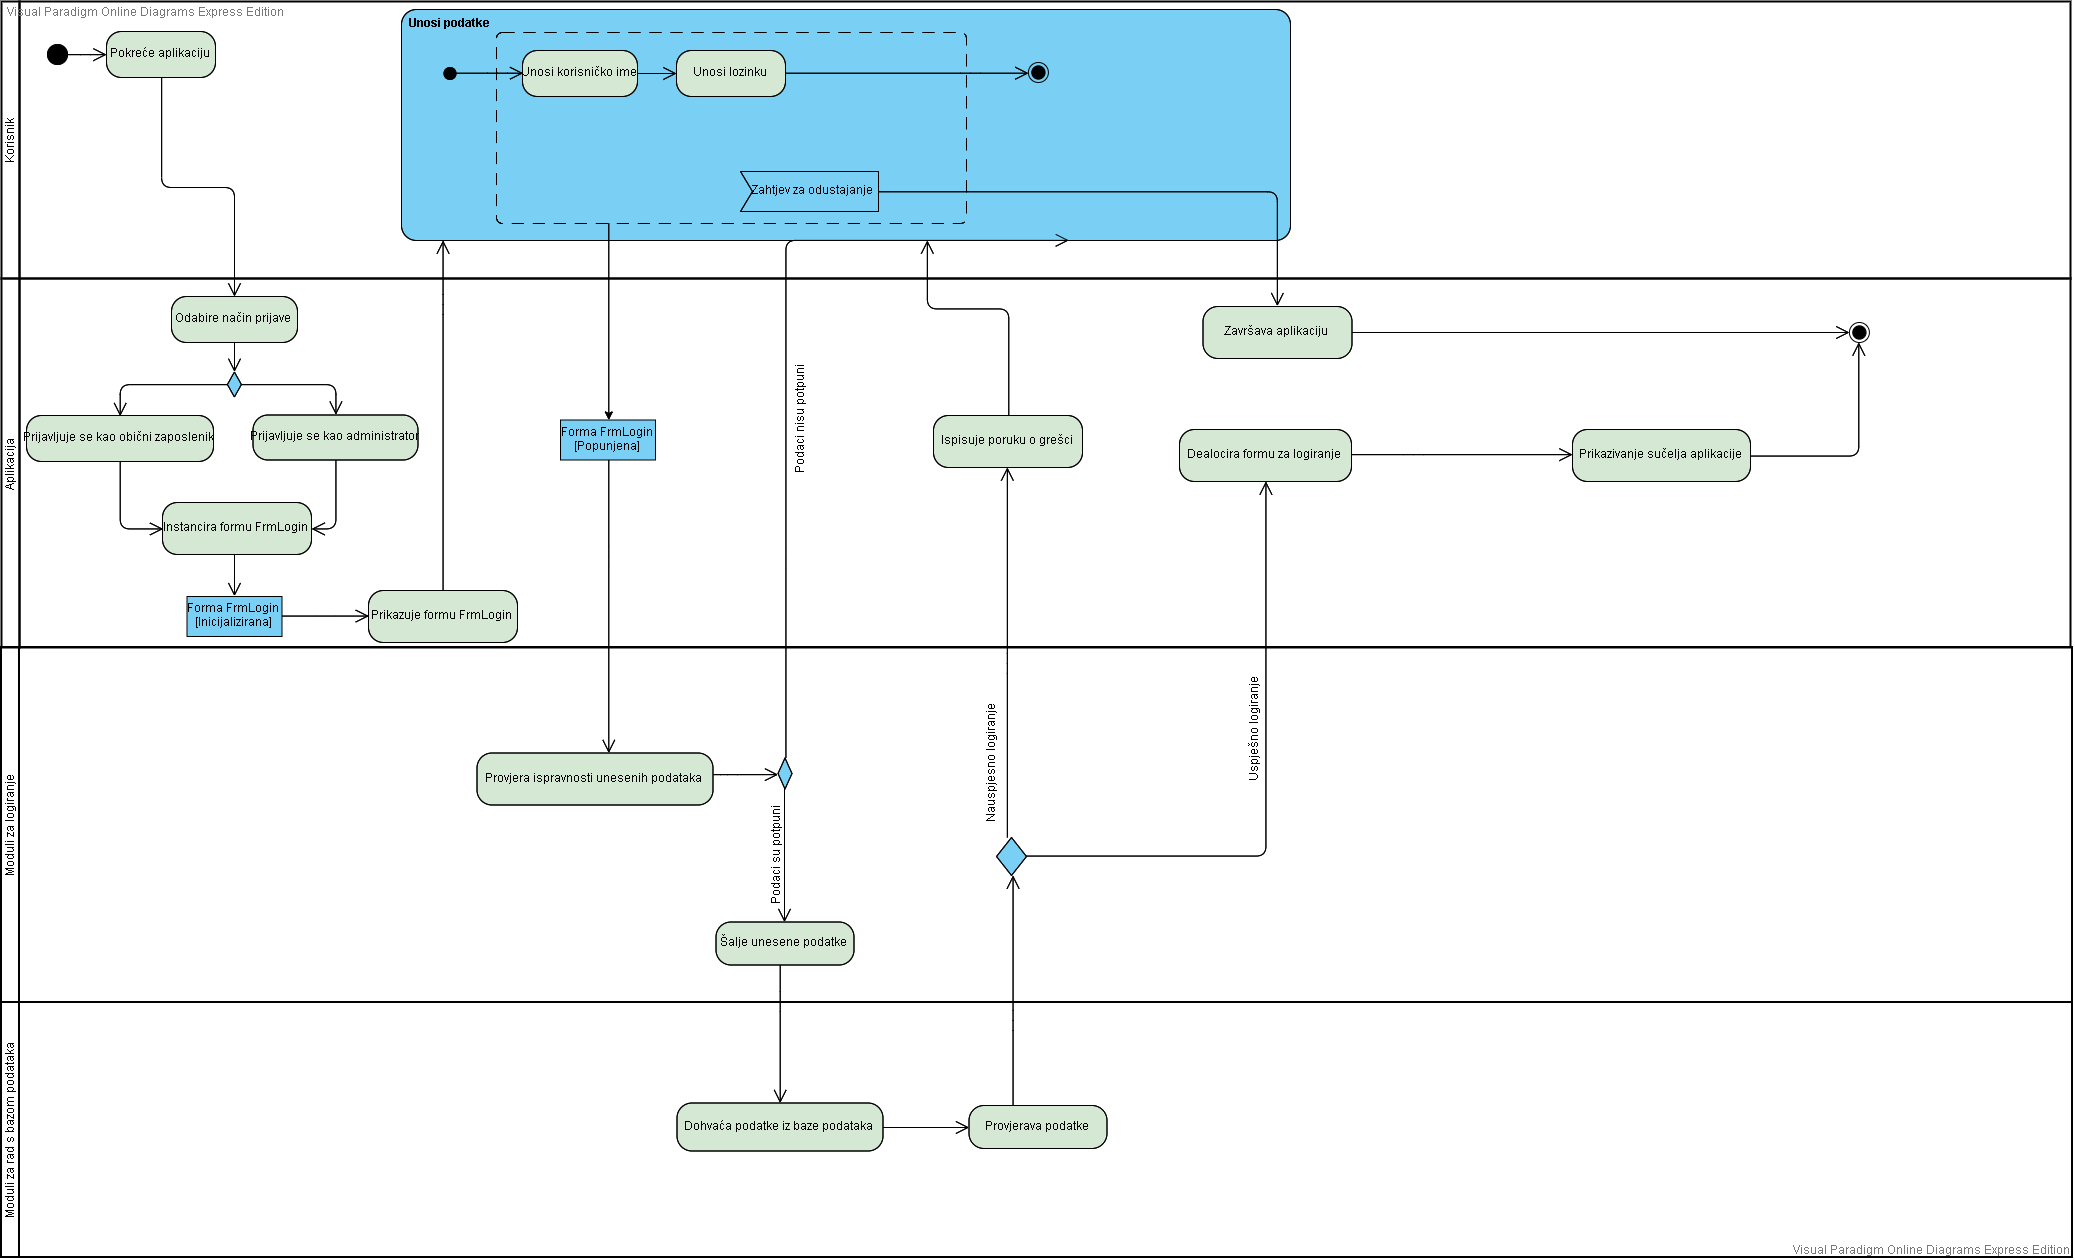 Visual Paradigm Online Diagrams Express Edition
Korisnik
Pokreće aplikaciju
Unosi podatke
Unosi korisničko ime
Unosi lozinku
Zahtjev za odustajanje
Aplikacija
Odabire način prijave
Prijavljuje se kao obični zaposlenik
Prijavljuje se kao administrator
Instancira formu FrmLogin
Forma FrmLogin
[Inicijalizirana]
Prikazuje formu FrmLogin
Forma FrmLogin
[Popunjena]
Podaci nisu potpuni
Ispisuje poruku o grešci
Završava aplikaciju
Dealocira formu za logiranje
Prikazivanje sučelja aplikacije
Moduli za logiranje
Provjera ispravnosti unesenih podataka
Podaci su potpuni
Šalje unesene podatke
Nauspjesno logiranje
Uspješno logiranje
Moduli za rad s bazom podataka
Dohvaća podatke iz baze podataka
Provjerava podatke
Visual Paradigm Online Diagrams Express Edition